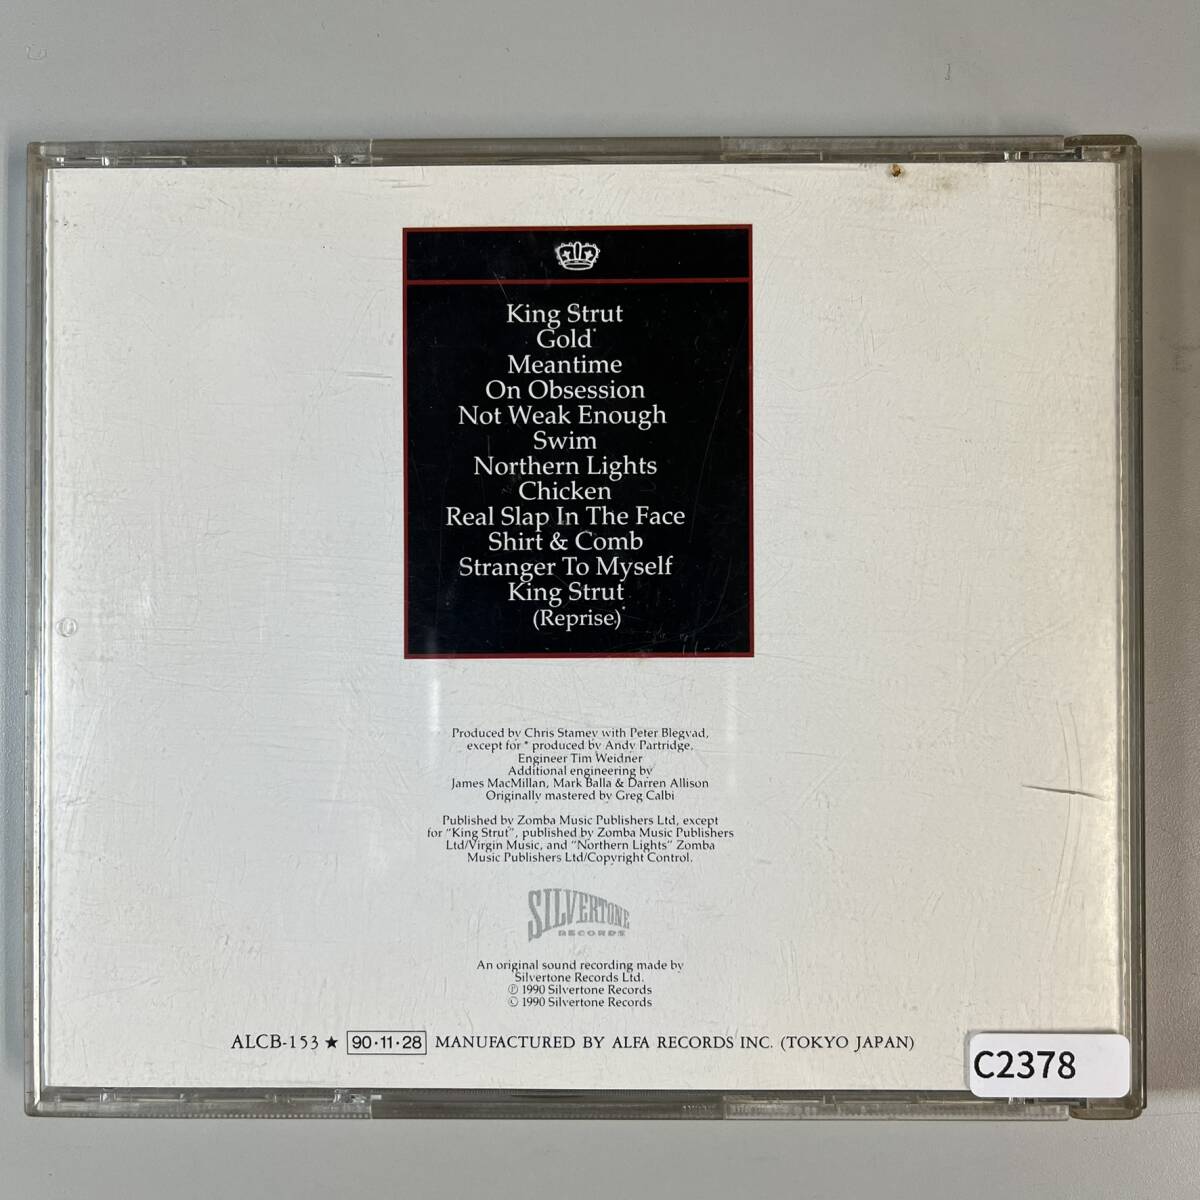 King Strut
Gold*
Meantime
On Obsession
Not Weak Enough
Swim
Northern Lights
Chicken
Real Slap In The Face
Shirt & Comb
Stranger To Myself
King Strut
(Reprise)
Produced by Chris Stamey with Peter Blegvad,
except for * produced by Andy Partridge,
Engineer Tim Weidner
Additional engineering by
James MacMillan, Mark Balla & Darren Allison
Originally mastered by Greg Calbi
Published by Zomba Music Publishers Ltd, except
for "King Strut", published by Zomba Music Publishers
Ltd/Virgin Music, and "Northern Lights" Zomba
Music Publishers Ltd/Copyright Control.
SILVERTONE
RECORDS
An original sound recording made by
Silvertone Records Ltd.
℗ 1990 Silvertone Records
© 1990 Silvertone Records
ALCB-153 ★ 90·11·28 MANUFACTURED BY ALFA RECORDS INC. (TOKYO JAPAN)
C2378